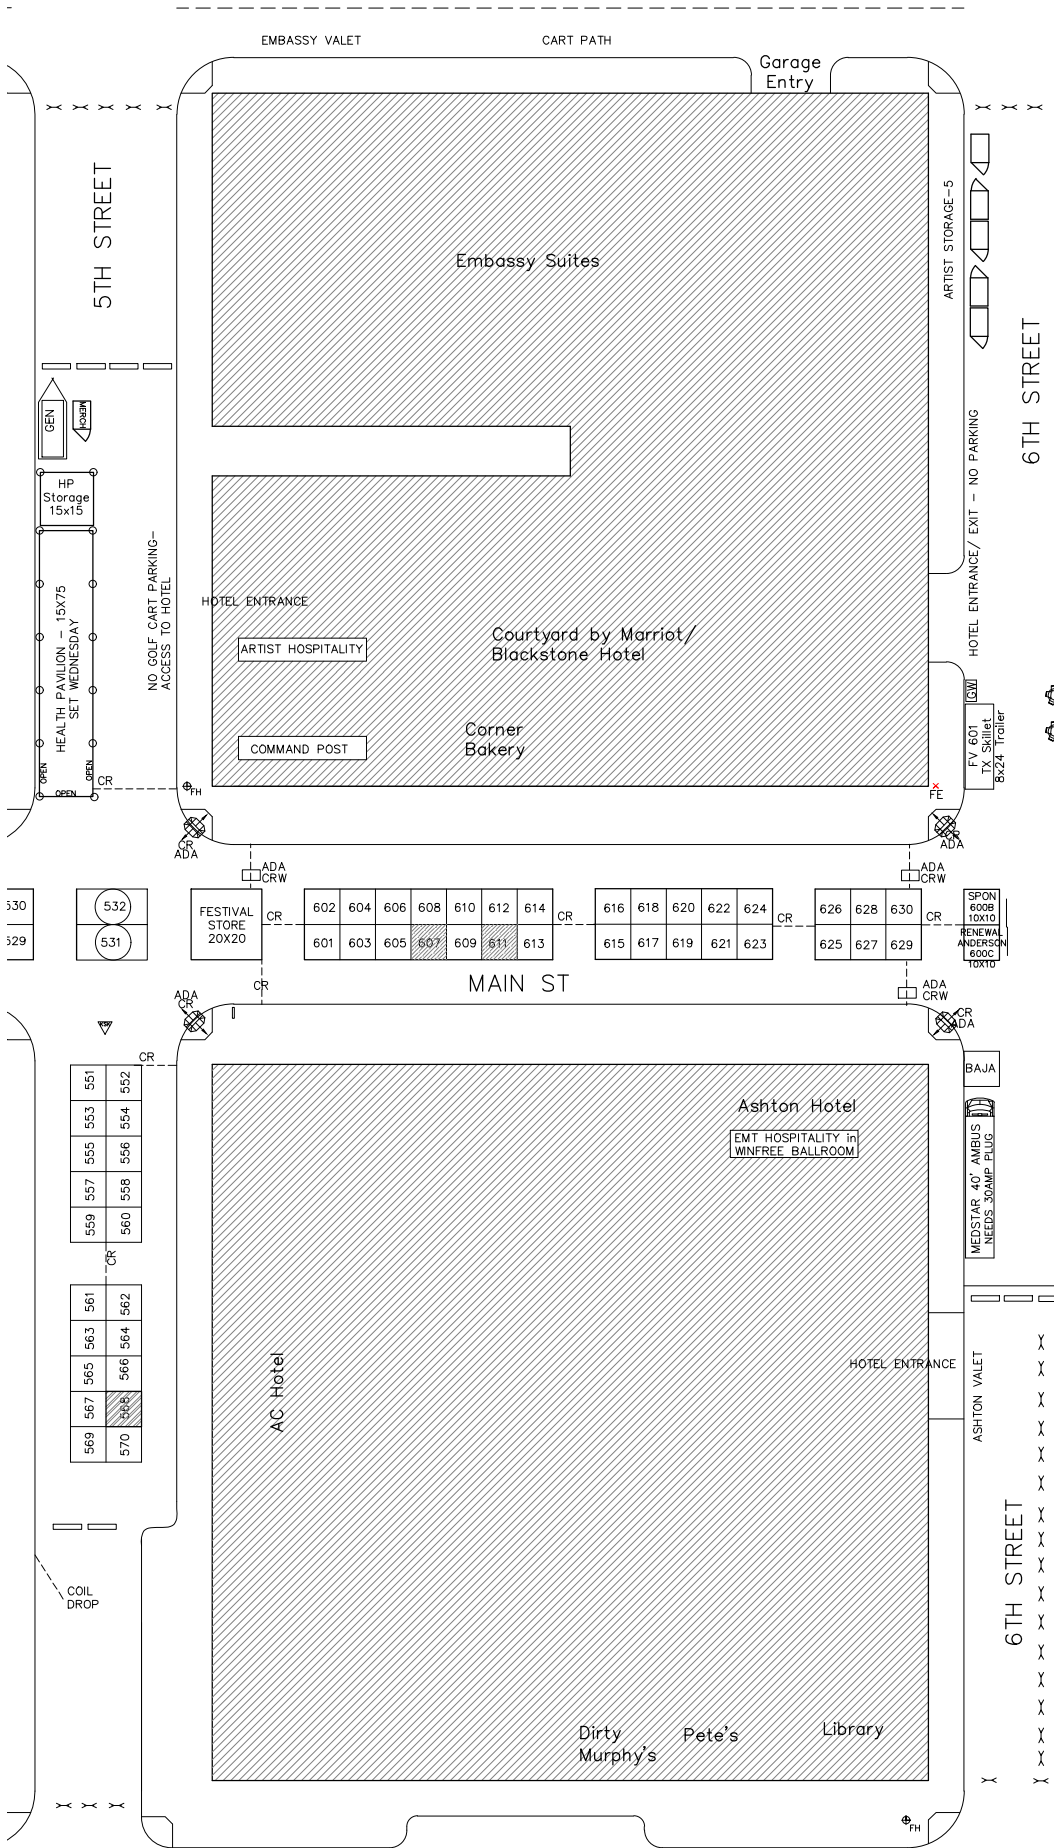 EMBASSY VALET
CART PATH
Garage
Entry
5TH STREET
Embassy Suites
ARTIST STORAGE-5
6TH STREET
GEN
MERCH
HP
Storage
15x15
HOTEL ENTRANCE/ EXIT - NO PARKING
HEALTH PAVILION - 15X75
SET WEDNESDAY
NO GOLF CART PARKING-
ACCESS TO HOTEL
HOTEL ENTRANCE
ARTIST HOSPITALITY
Courtyard by Marriot/
Blackstone Hotel
COMMAND POST
Corner
Bakery
GW
FV 601
TX Skillet
8x24 Trailer
OPEN
OPEN
OPEN
CR
FH
FE
CR
ADA
CR
ADA
ADA
CRW
ADA
CRW
530
529
532
531
FESTIVAL
STORE
20X20
CR
602 604 606 608 610 612 614
601 603 605 607 609 611 613
CR
616 618 620 622 624
615 617 619 621 623
CR
626 628 630
625 627 629
CR
SPON
600B
10X10
RENEWAL
ANDERSON
600C
10X10
CR
MAIN ST
ADA
CRW
ADA
CR
CR
ADA
CR
551 552
553 554
555 556
557 558
559 560
CR
561 562
563 564
565 566
567 568
569 570
BAJA
Ashton Hotel
EMT HOSPITALITY in
WINFREE BALLROOM
MEDSTAR 40' AMBUS
NEEDS 30AMP PLUG
AC Hotel
HOTEL ENTRANCE
ASHTON VALET
6TH STREET
COIL
DROP
Dirty
Murphy's
Pete's
Library
FH